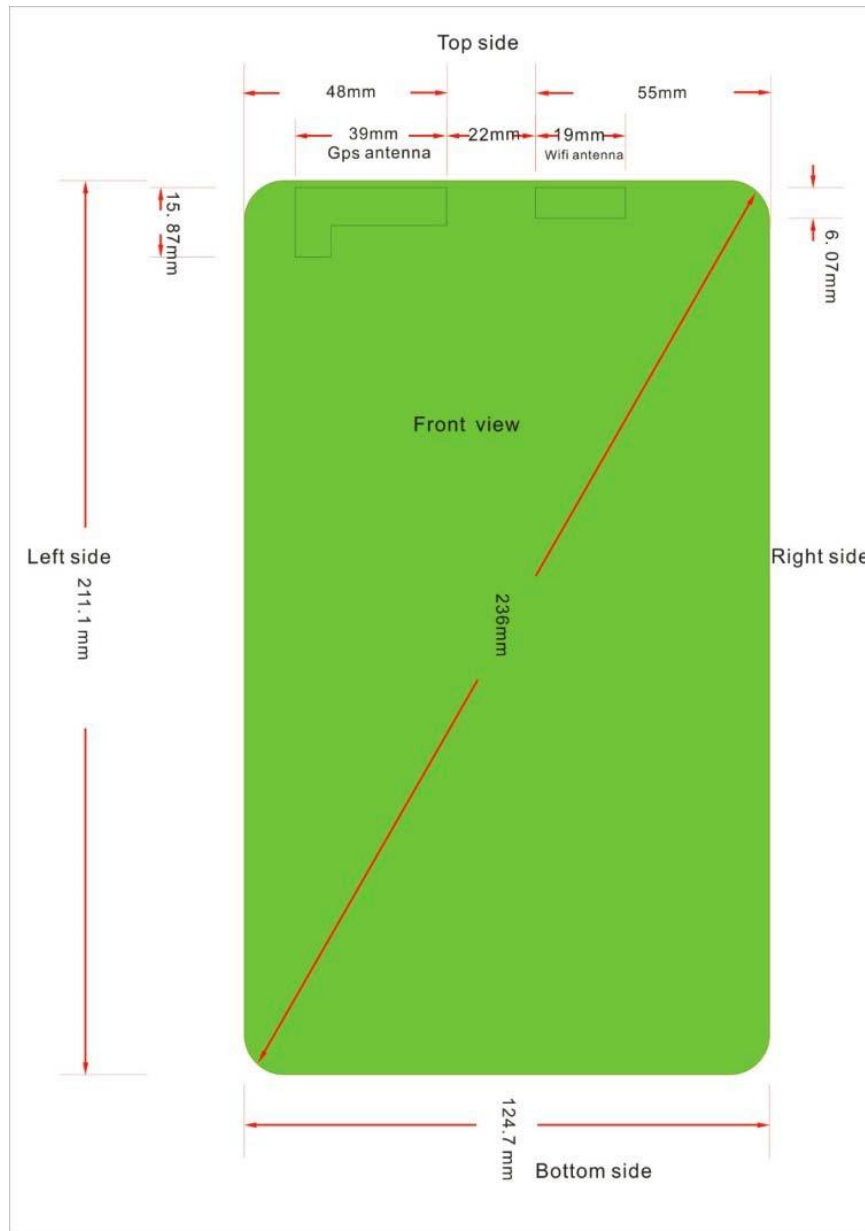 Top side
48mm
55mm
39mm
22mm
19mm
Gps antenna
Wifi antenna
15. 87mm
6. 07mm
Front view
Left side
Right side
211.1 mm
236mm
124.7 mm
Bottom side